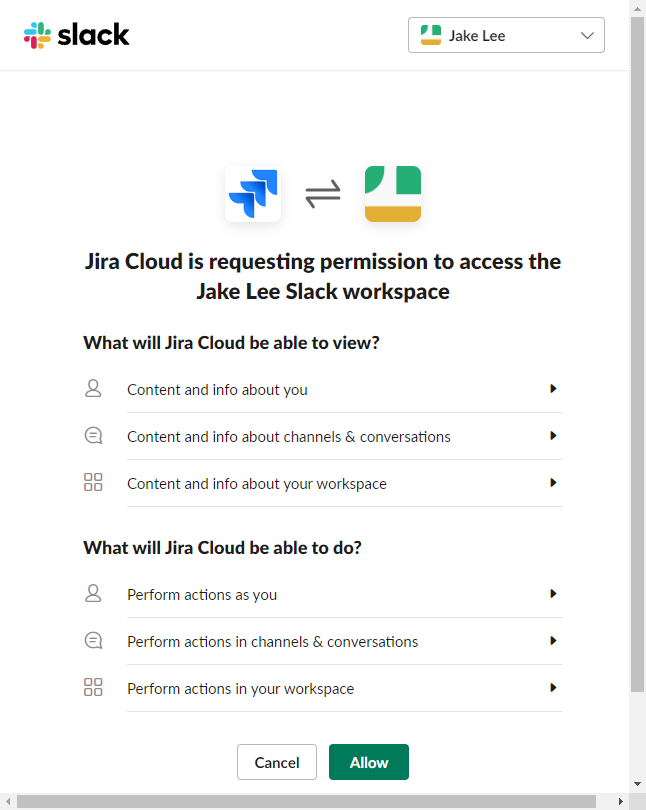 slack
Jake Lee
Jira Cloud is requesting permission to access the
Jake Lee Slack workspace
What will Jira Cloud be able to view?
Content and info about you
Content and info about channels & conversations
Content and info about your workspace
What will Jira Cloud be able to do?
Perform actions as you
Perform actions in channels & conversations
Perform actions in your workspace
Cancel
Allow